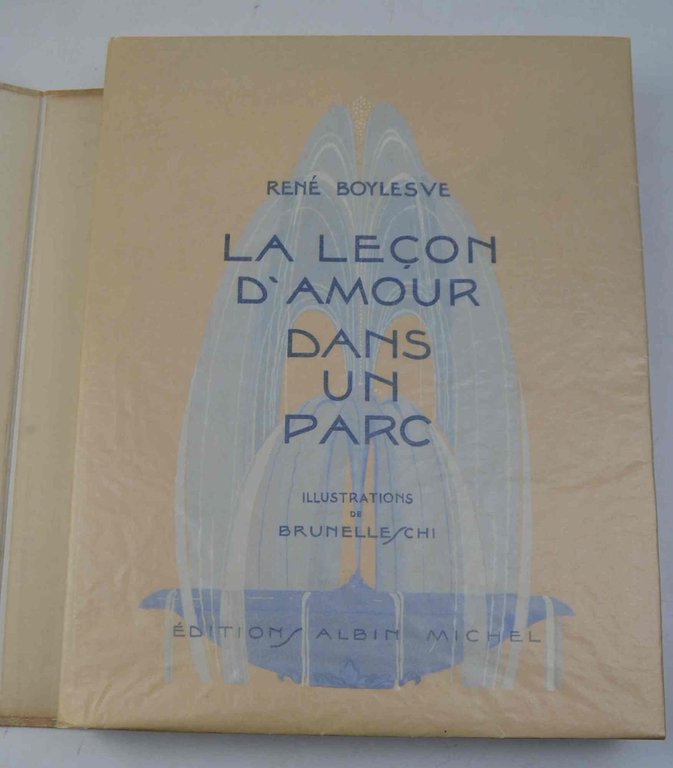 RENÉ BOYLESVE
LA LEÇON
D'AMOUR
DANS
UN
PARC
ILLUSTRATIONS
DE
BRUNELLESCHI
ÉDITIONS ALBIN MICHEL